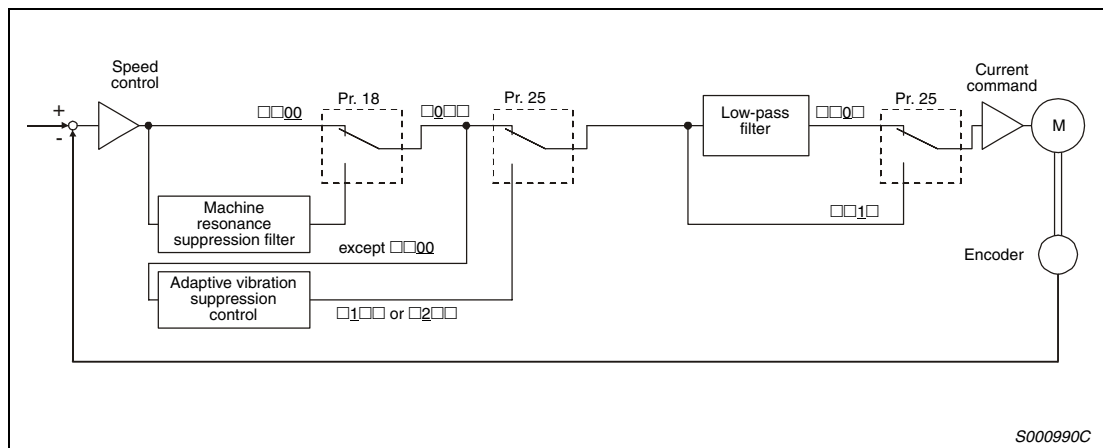 Speed
control
Current
command
Pr. 18
Pr. 25
Pr. 25
+
-
□□00
□0□□
Low-pass
filter
□□0□
M
Machine
resonance
suppression filter
□□1□
except □□00
Encoder
Adaptive vibration
suppression
control
□1□□ or □2□□
S000990C